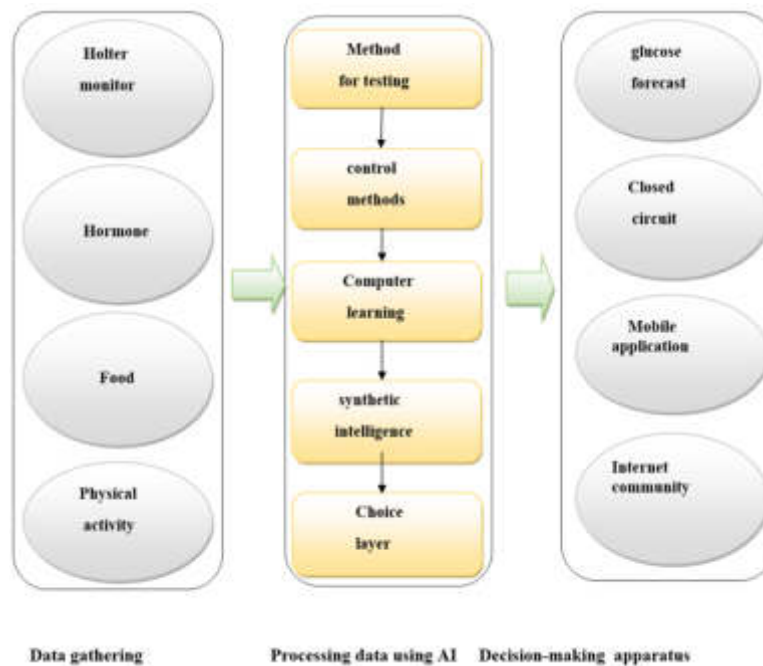 Holter
monitor
Hormone
Food
Physical
activity
Method
for testing
control
methods
Computer
learning
synthetic
intelligence
Choice
layer
glucose
forecast
Closed
circuit
Mobile
application
Internet
community
Data gathering
Processing data using AI
Decision-making apparatus